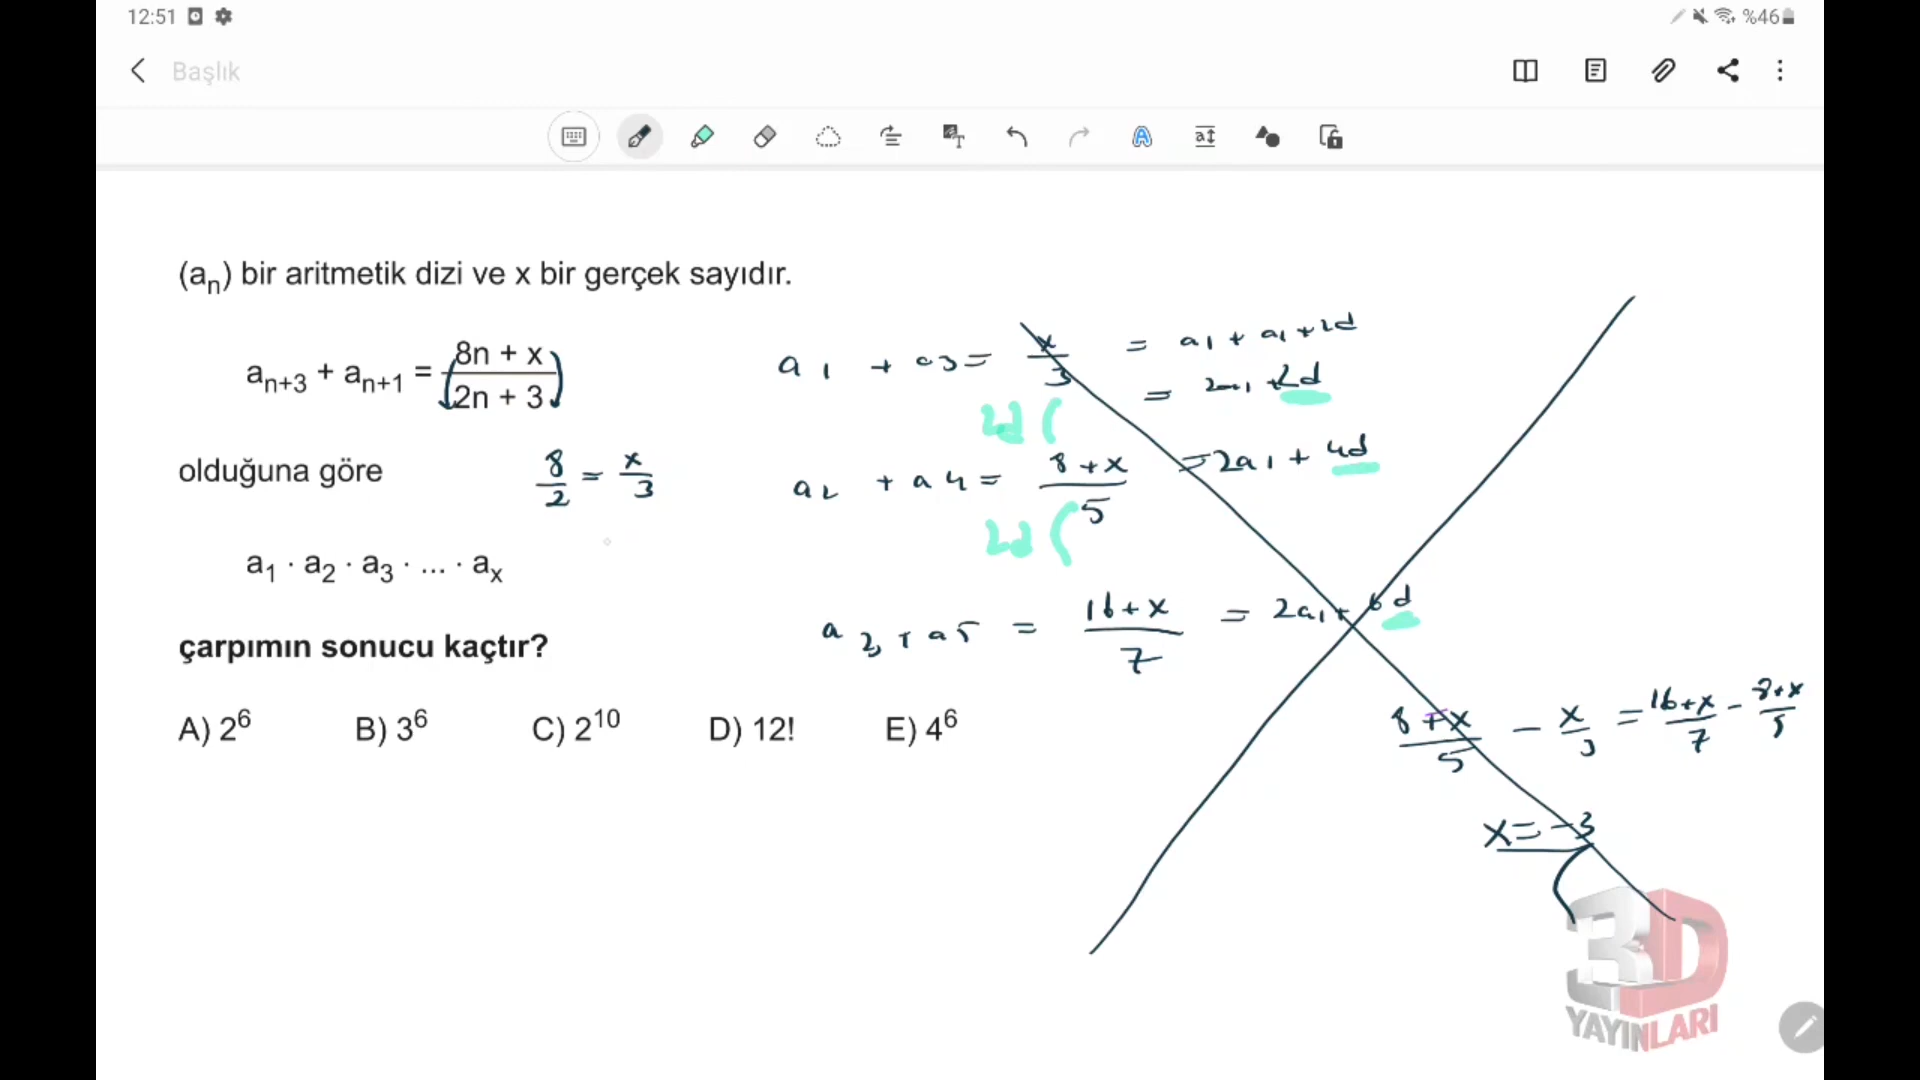 12:51
%46
Başlık
(aₙ) bir aritmetik dizi ve x bir gerçek sayıdır.
aₙ₊₃ + aₙ₊₁ = (8n + x)/(2n + 3)
olduğuna göre
8/2 = x/3
a₁ · a₂ · a₃ · ... · aₓ
çarpımın sonucu kaçtır?
A) 2⁶ B) 3⁶ C) 2¹⁰ D) 12! E) 4⁶
a₁ + a₃ = x/3 = a₁ + a₁ + 2d
= 2a₁ + 2d
2d (
a₂ + a₄ = (8 + x)/5 = 2a₁ + 4d
2d (
a₃ + a₅ = (16 + x)/7 = 2a₁ + 6d
(8 + x)/5 − x/3 = (16 + x)/7 − (8 + x)/5
x = −3
3D
YAYINLARI